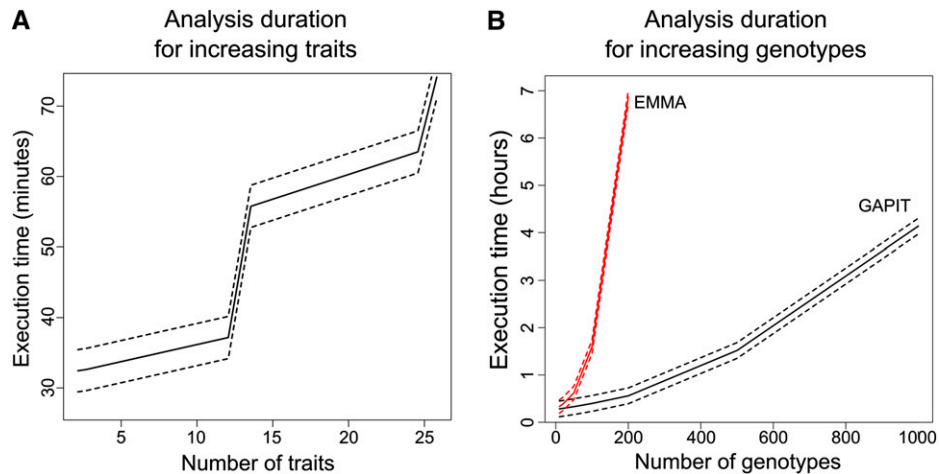 A
Analysis duration
for increasing traits
Execution time (minutes)
70
60
50
40
30
5
10
15
20
25
Number of traits
B
Analysis duration
for increasing genotypes
Execution time (hours)
7
6
5
4
3
2
1
0
EMMA
GAPIT
0
200
400
600
800
1000
Number of genotypes